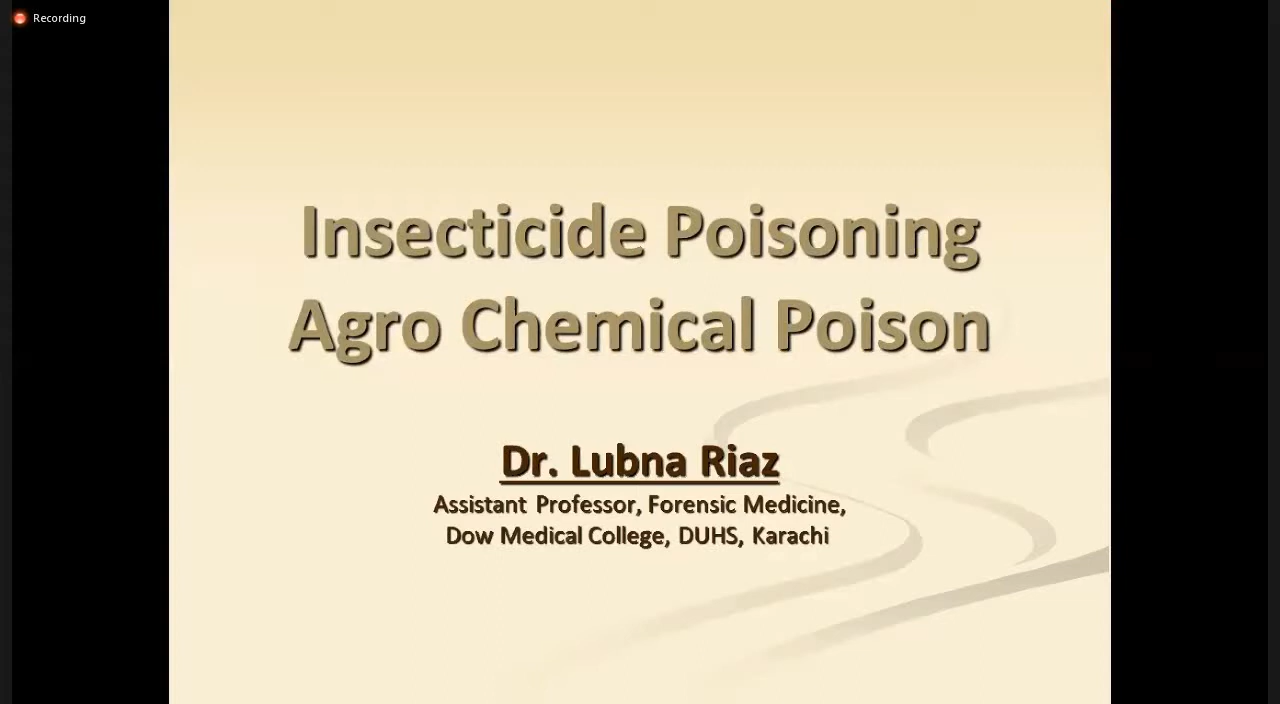 Recording
Insecticide Poisoning
Agro Chemical Poison
Dr. Lubna Riaz
Assistant Professor, Forensic Medicine,
Dow Medical College, DUHS, Karachi